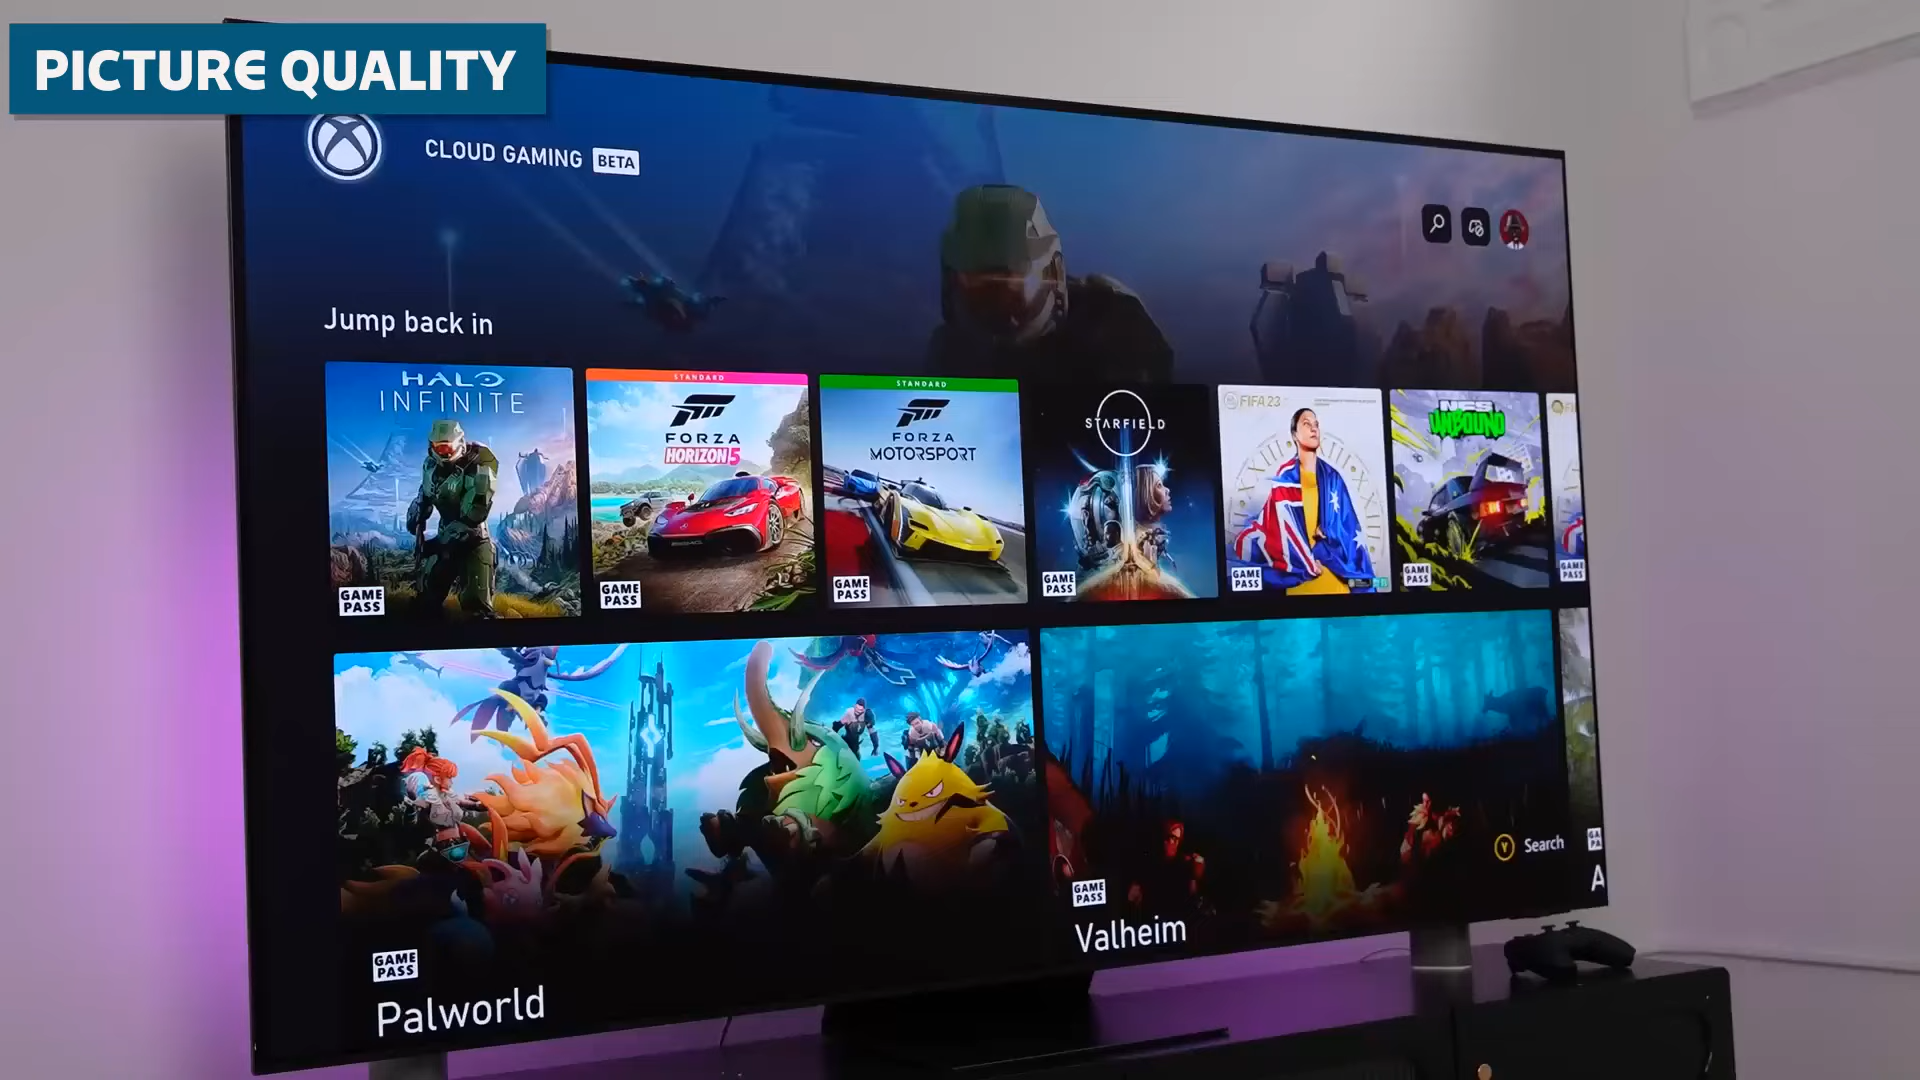 PICTURE QUALITY
CLOUD GAMING BETA
Jump back in
HALO
INFINITE
GAME
PASS
STANDARD
FORZA
HORIZON 5
GAME
PASS
STANDARD
FORZA
MOTORSPORT
GAME
PASS
STARFIELD
GAME
PASS
FIFA 23
GAME
PASS
NFS
UNBOUND
GAME
PASS
GAME
PASS
GAME
PASS
Palworld
GAME
PASS
Valheim
Y Search
GA
PA
A